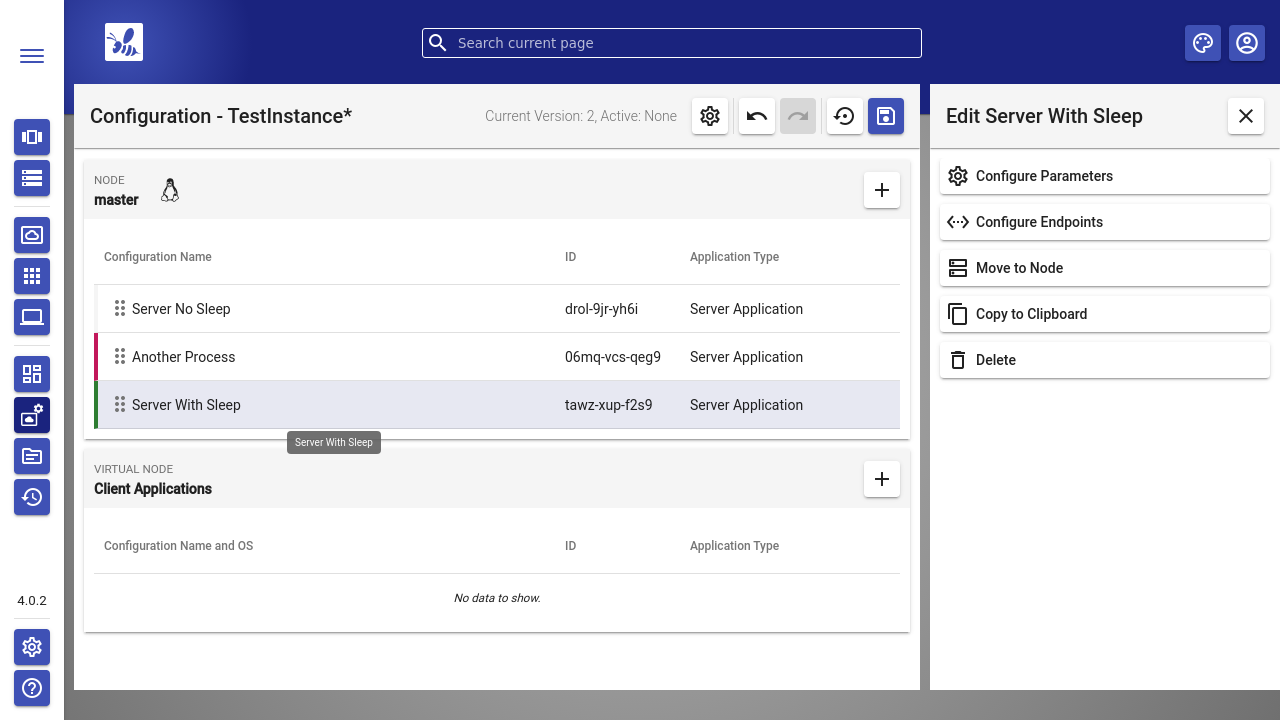 Search current page
Configuration - TestInstance*
Current Version: 2, Active: None
NODE
master
Configuration Name ID Application Type
Server No Sleep drol-9jr-yh6i Server Application
Another Process 06mq-vcs-qeg9 Server Application
Server With Sleep tawz-xup-f2s9 Server Application
Server With Sleep
VIRTUAL NODE
Client Applications
Configuration Name and OS ID Application Type
No data to show.
Edit Server With Sleep
Configure Parameters
Configure Endpoints
Move to Node
Copy to Clipboard
Delete
4.0.2